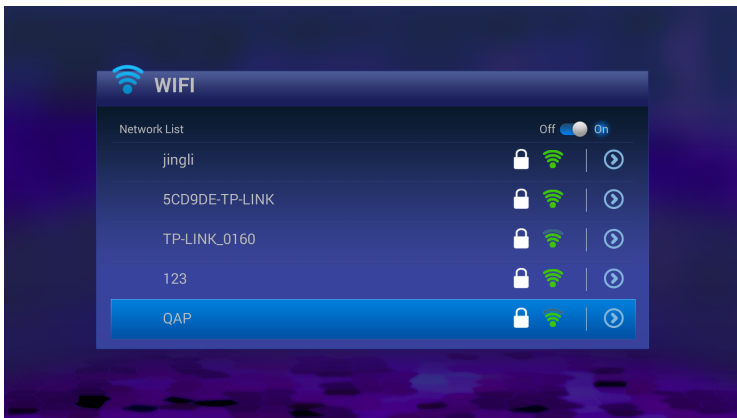 WIFI
Network List Off On
jingli
5CD9DE-TP-LINK
TP-LINK_0160
123
QAP